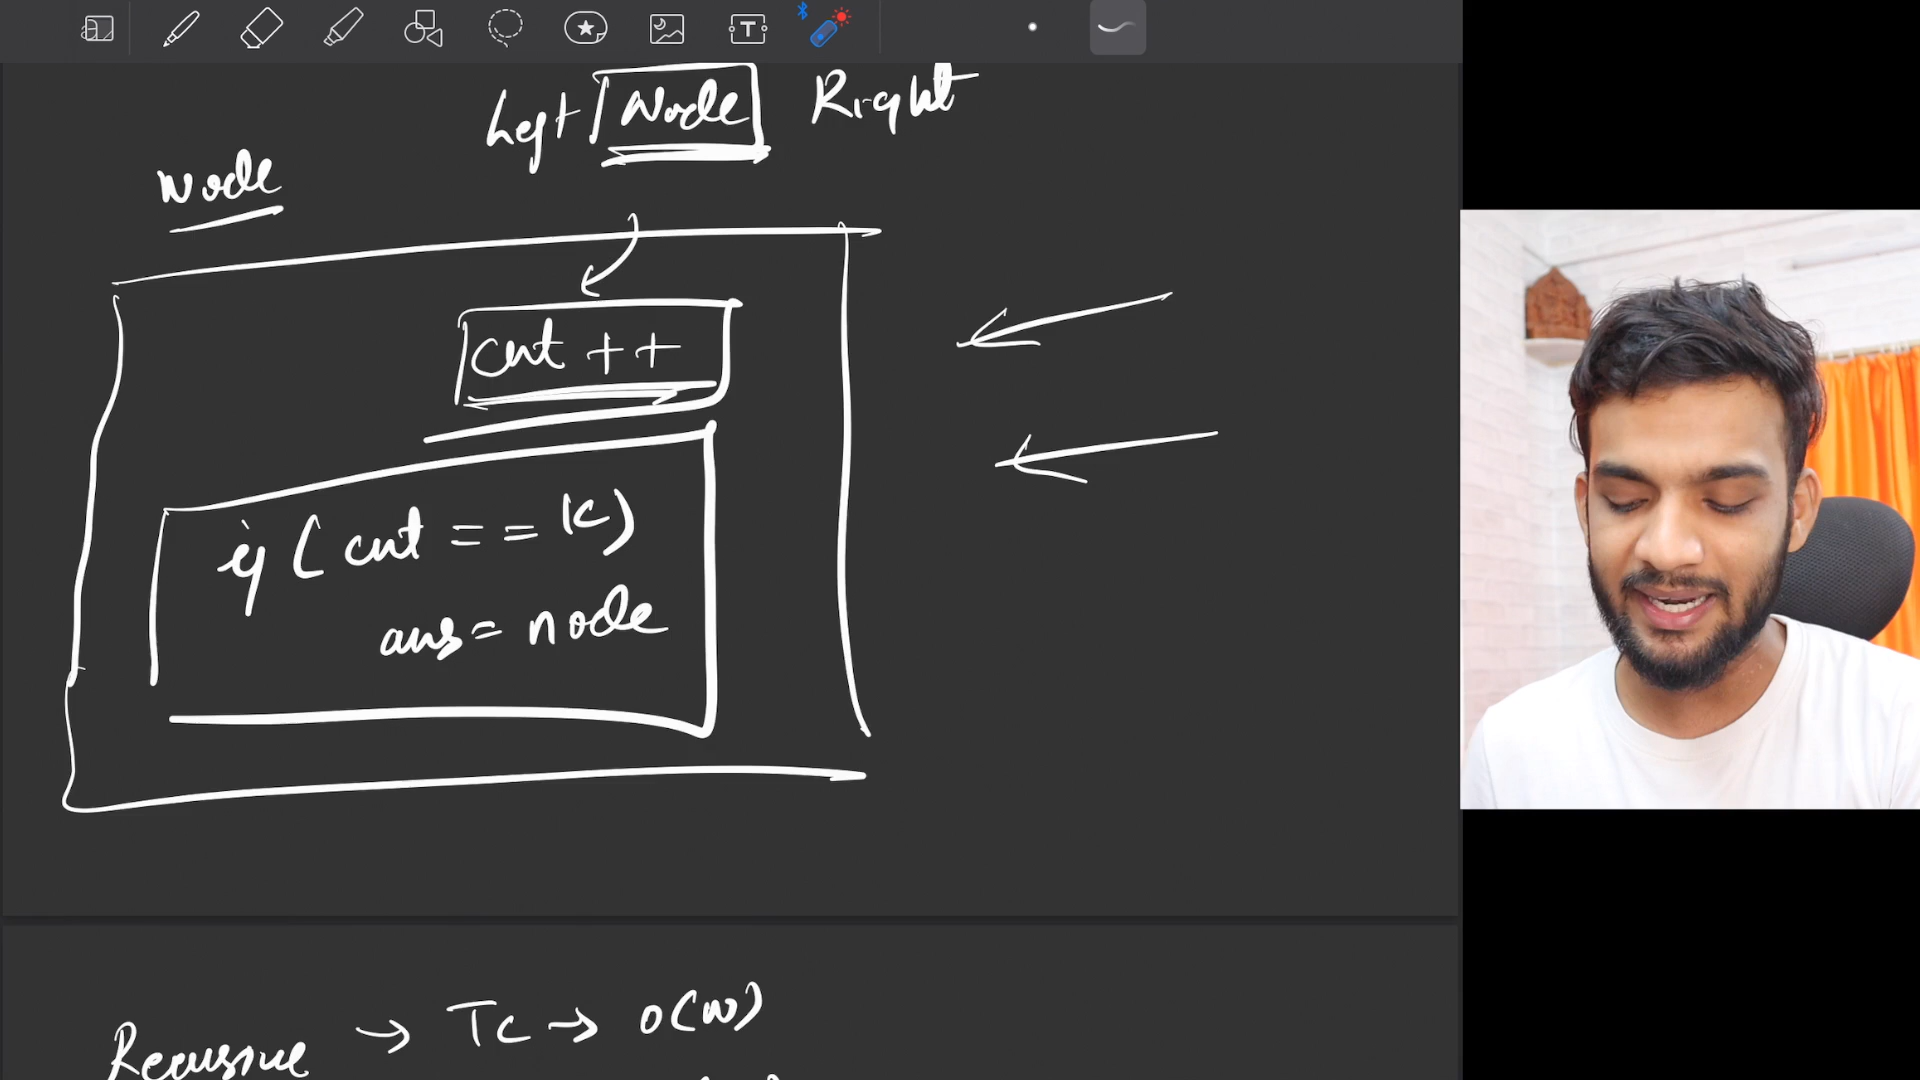 Left Node Right
Node
cnt ++
if ( cnt == K)
ans = node
Recursive → TC → O(N)